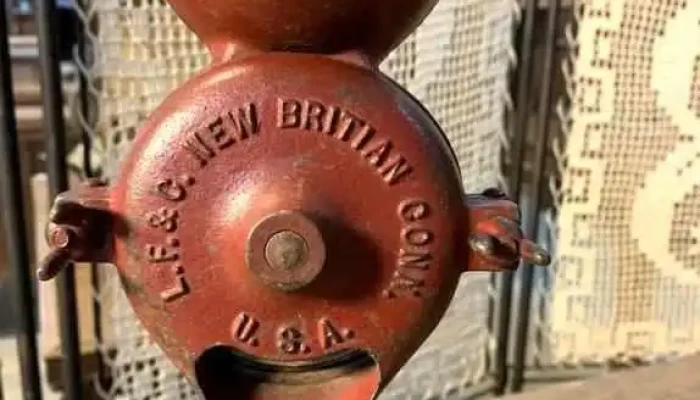 L.F. & C. NEW BRITIAN CONN.
U.S.A.